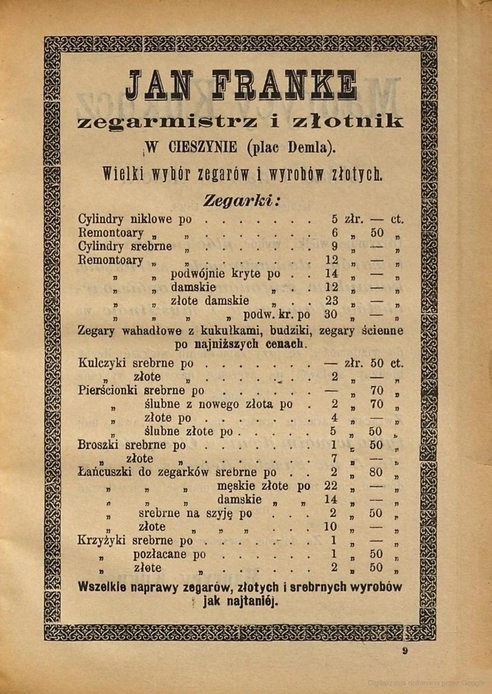 JAN FRANKE
zegarmistrz i złotnik
W CIESZYNIE (plac Demla).
Wielki wybór zegarów i wyrobów złotych.
Zegarki:
Cylindry niklowe po . . . . . . . 5 złr. — ct.
Remontoary „ „ . . . . . . . 6 „ 50 „
Cylindry srebrne „ . . . . . . . 9 „ — „
Remontoary „ „ . . . . . . . 12 „ — „
„ „ podwójnie kryte po . . 14 „ — „
„ „ damskie „ . . 12 „ — „
„ „ złote damskie „ . . 23 „ — „
„ „ „ „ podw. kr. po 30 „ — „
Zegary wahadłowe z kukułkami, budziki, zegary ścienne
po najniższych cenach.
Kulczyki srebrne po . . . . . . . — złr. 50 ct.
„ złote „ . . . . . . . 2 „ — „
Pierścionki srebrne po . . . . . . — „ 70 „
„ ślubne z nowego złota po . 2 „ 70 „
„ złote po . . . . . . 4 „ — „
„ ślubne złote po . . . . 5 „ 50 „
Broszki srebrne po . . . . . . . 1 „ 50 „
„ złote „ . . . . . . . 7 „ — „
Łańcuszki do zegarków srebrne po . . 2 „ 80 „
„ „ „ męskie złote po 22 „ — „
„ „ „ damskie „ „ 14 „ — „
„ srebrne na szyję po . . . 2 „ 50 „
„ złote „ „ „ . . . 10 „ — „
Krzyżyki srebrne po . . . . . . . 1 „ — „
„ pozłacane po . . . . . . 1 „ 50 „
„ złote „ . . . . . . 2 „ 50 „
Wszelkie naprawy zegarów, złotych i srebrnych wyrobów
jak najtaniéj.
9